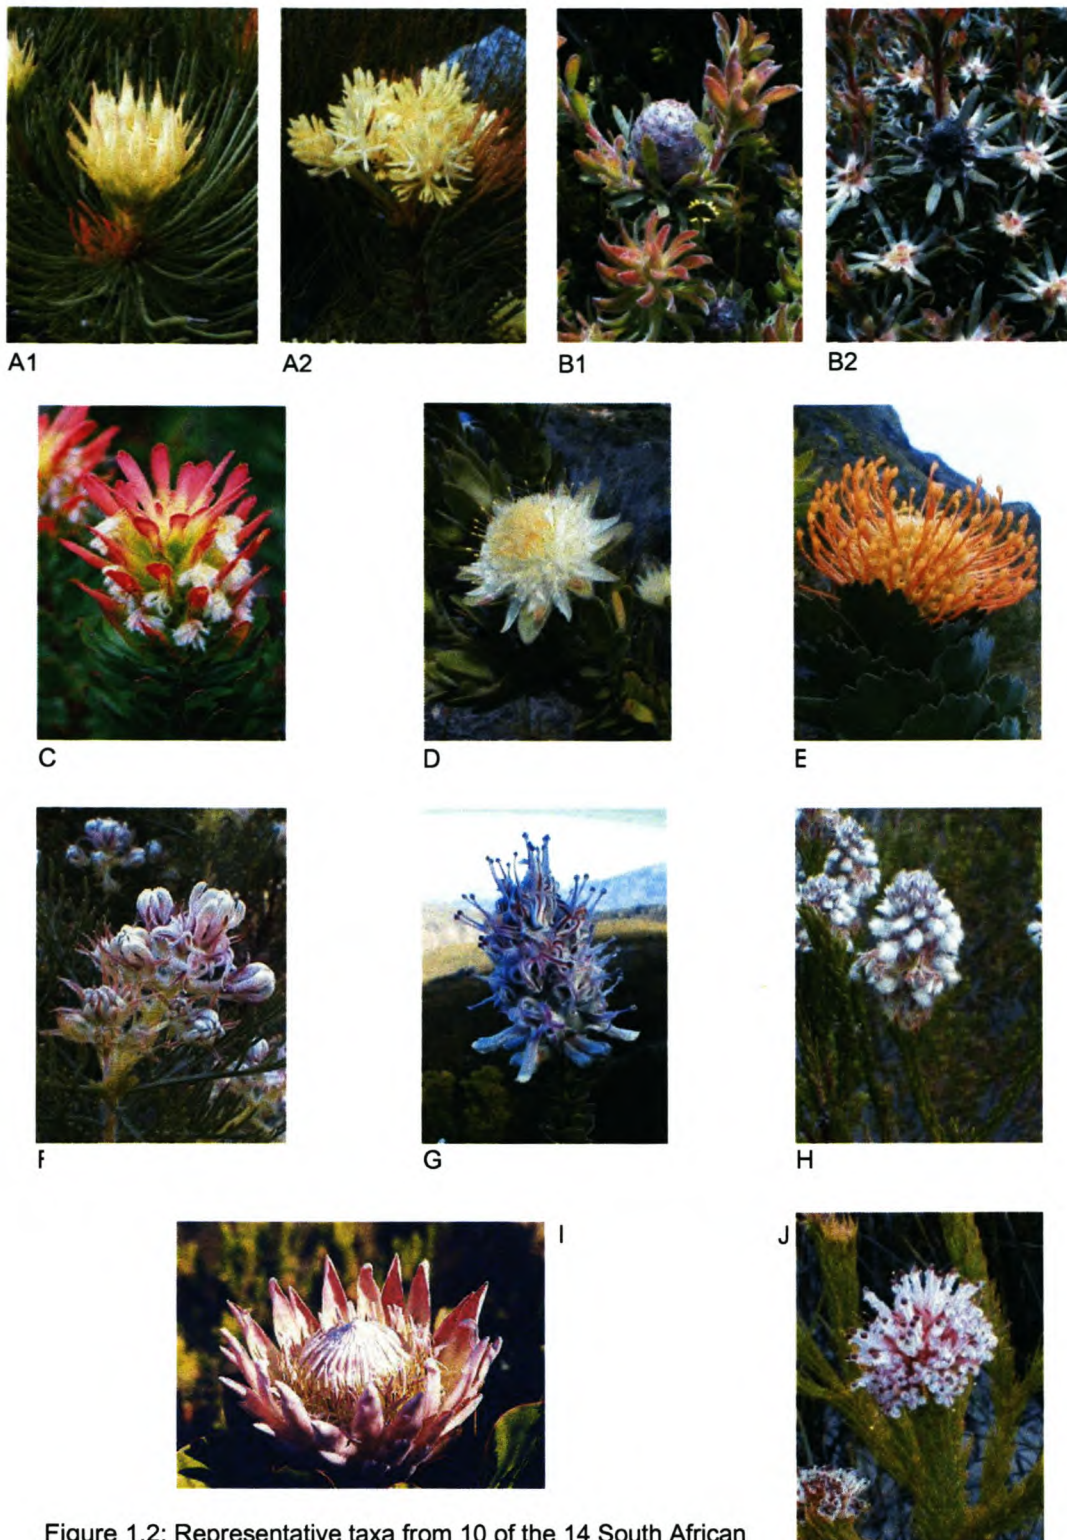 A1
A2
B1
B2
C
D
E
F
G
H
I
J
Figure 1.2: Representative taxa from 10 of the 14 South African